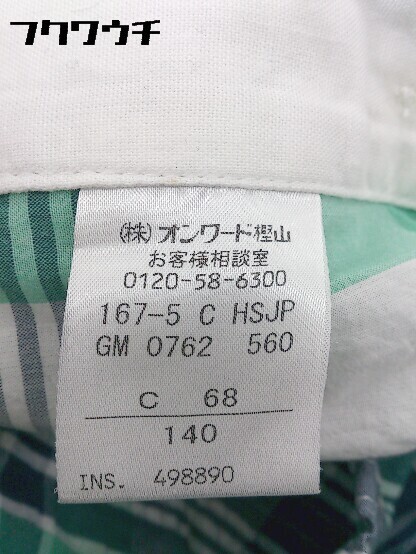 フクワウチ
(株)オンワード樫山
お客様相談室
0120-58-6300
167-5 C HSJP
GM 0762 560
C 68
140
INS. 498890